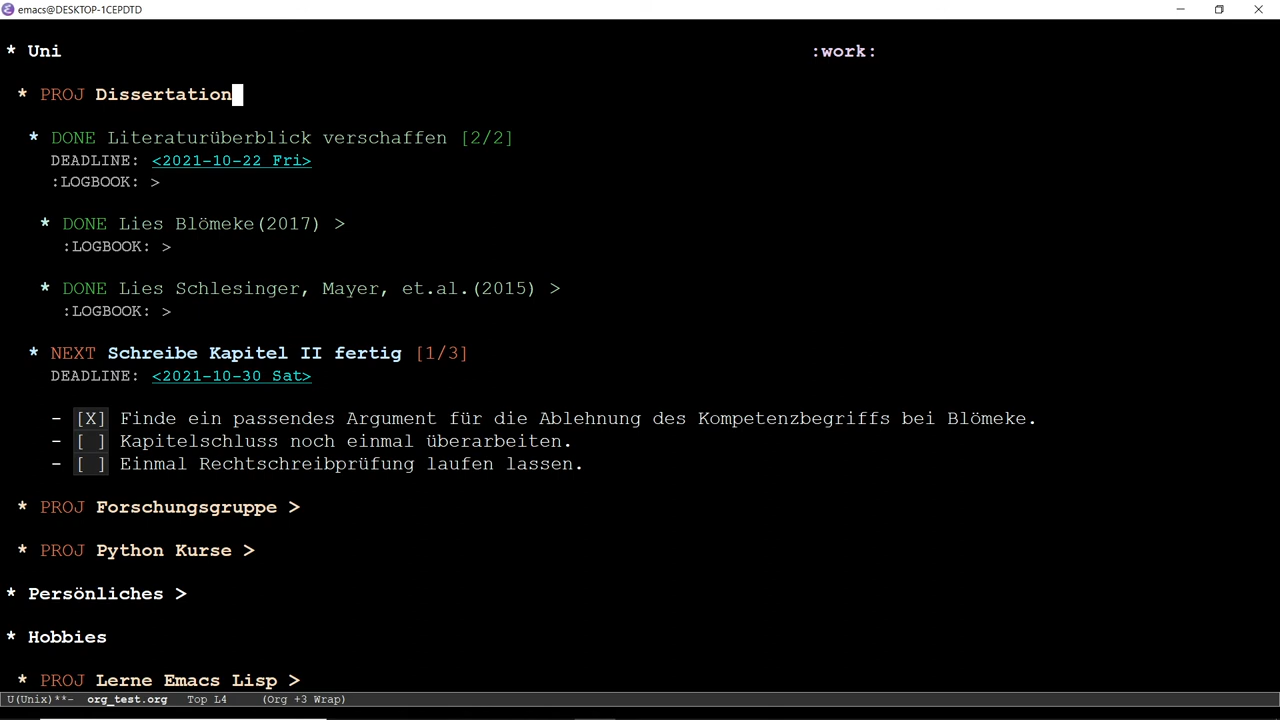 emacs@DESKTOP-1CEPDTD
* Uni :work:
* PROJ Dissertation
* DONE Literaturüberblick verschaffen [2/2]
DEADLINE: <2021-10-22 Fri>
:LOGBOOK: >
* DONE Lies Blömeke(2017) >
:LOGBOOK: >
* DONE Lies Schlesinger, Mayer, et.al.(2015) >
:LOGBOOK: >
* NEXT Schreibe Kapitel II fertig [1/3]
DEADLINE: <2021-10-30 Sat>
- [X] Finde ein passendes Argument für die Ablehnung des Kompetenzbegriffs bei Blömeke.
- [ ] Kapitelschluss noch einmal überarbeiten.
- [ ] Einmal Rechtschreibprüfung laufen lassen.
* PROJ Forschungsgruppe >
* PROJ Python Kurse >
* Persönliches >
* Hobbies
* PROJ Lerne Emacs Lisp >
U(Unix)**- org_test.org Top L4 (Org +3 Wrap)